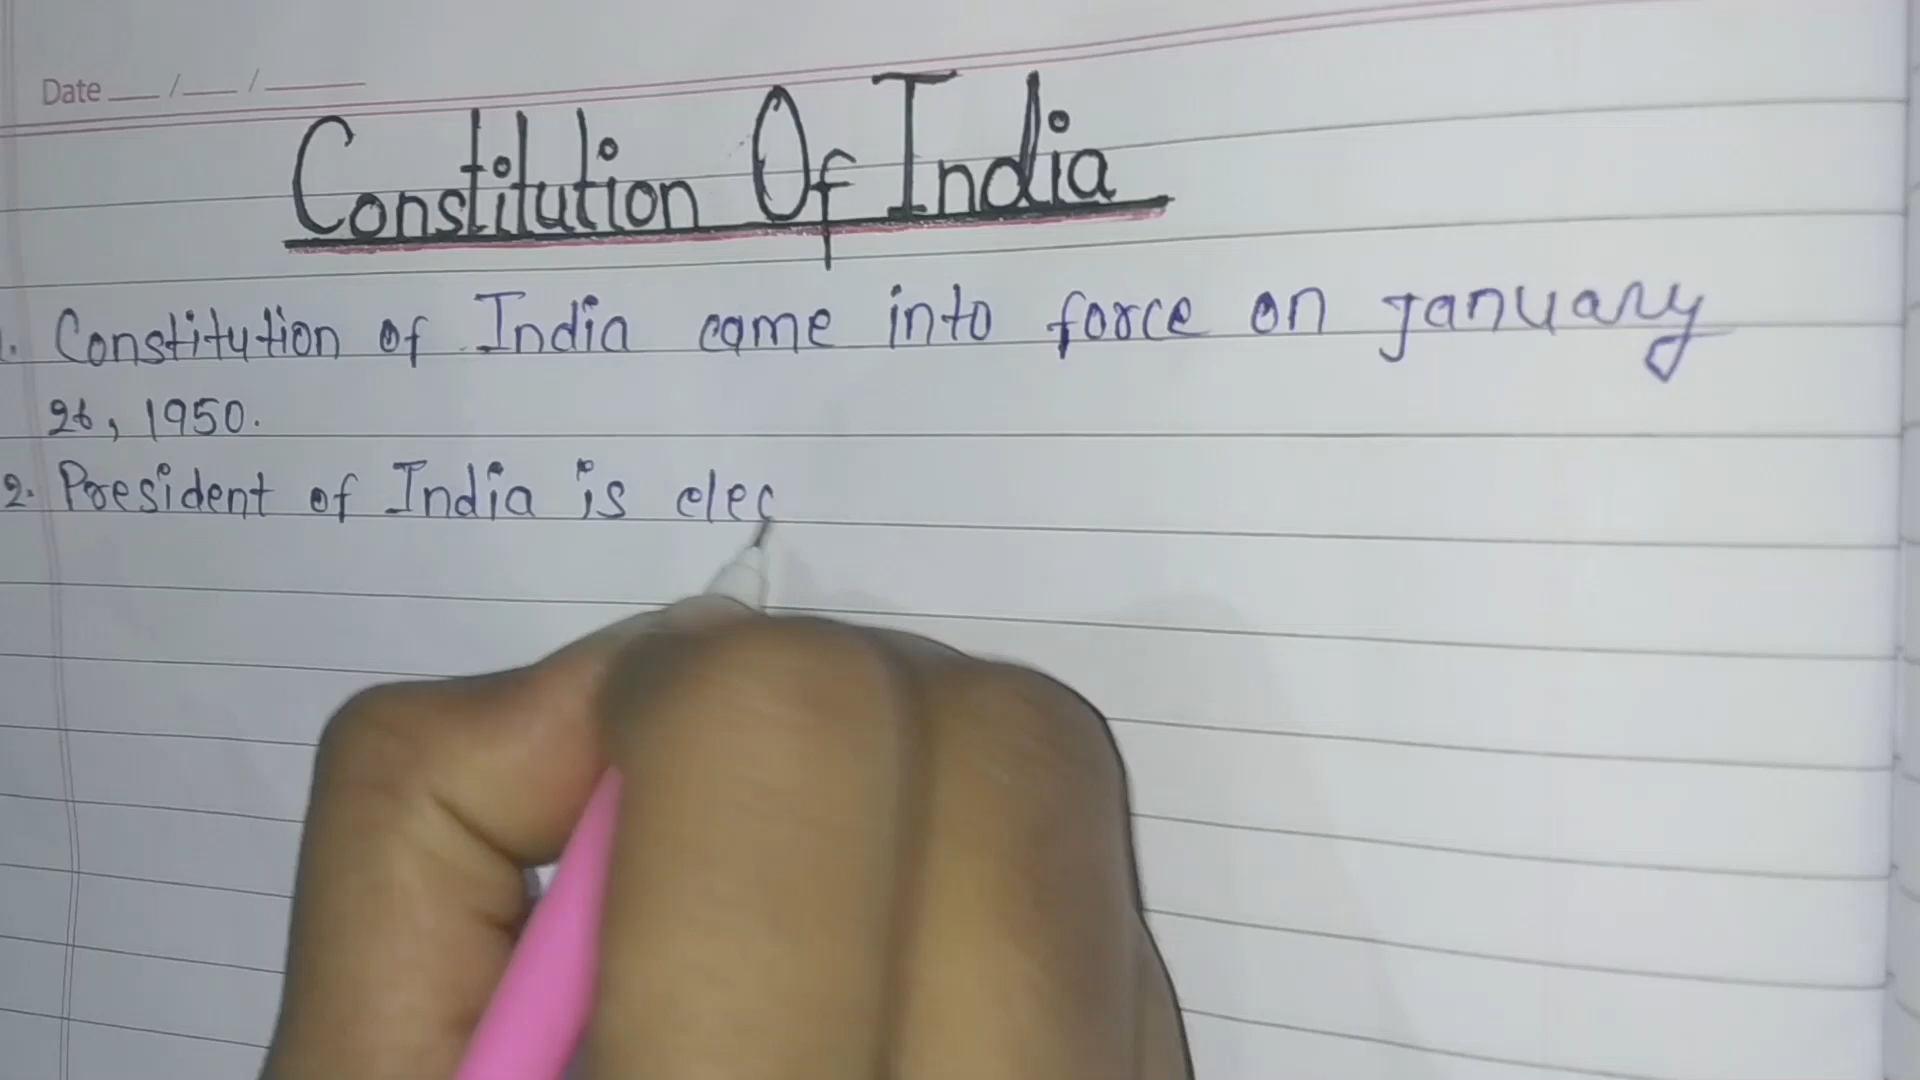 Date __ / __ / ____
Constitution Of India
1. Constitution of India came into force on January
26, 1950.
2. President of India is elec